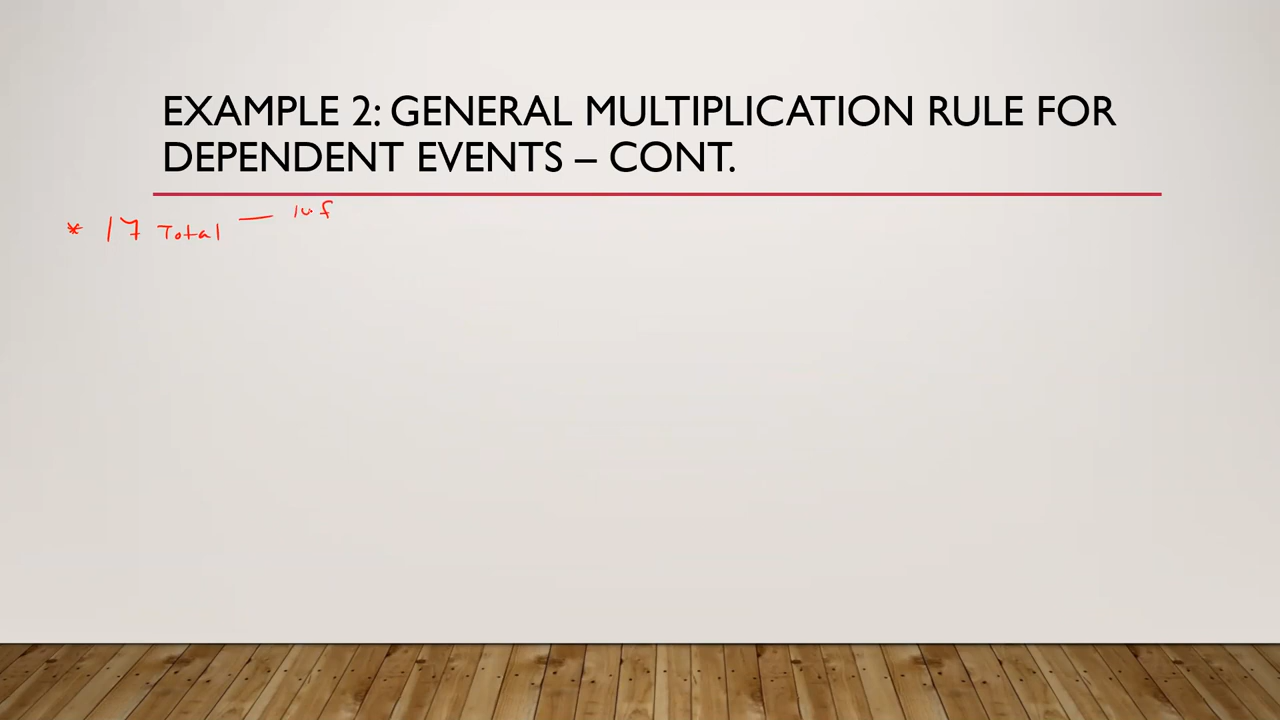 EXAMPLE 2: GENERAL MULTIPLICATION RULE FOR
DEPENDENT EVENTS – CONT.
* 17 Total —